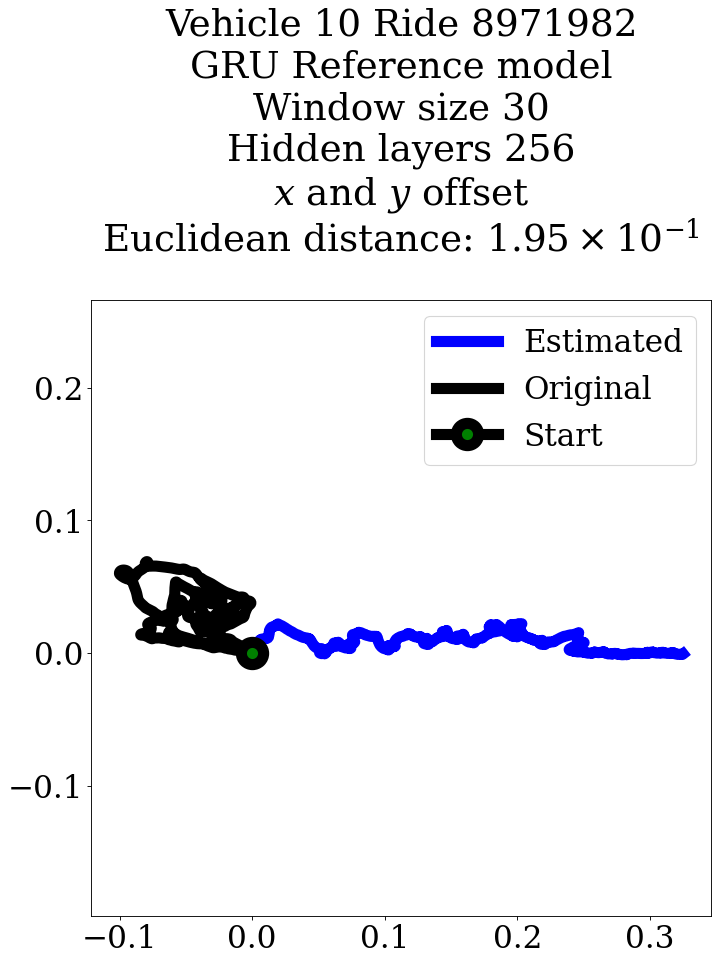 Vehicle 10 Ride 8971982
GRU Reference model
Window size 30
Hidden layers 256
x and y offset
Euclidean distance: 1.95 × 10⁻¹
Estimated
Original
Start
0.2
0.1
0.0
−0.1
−0.1 0.0 0.1 0.2 0.3